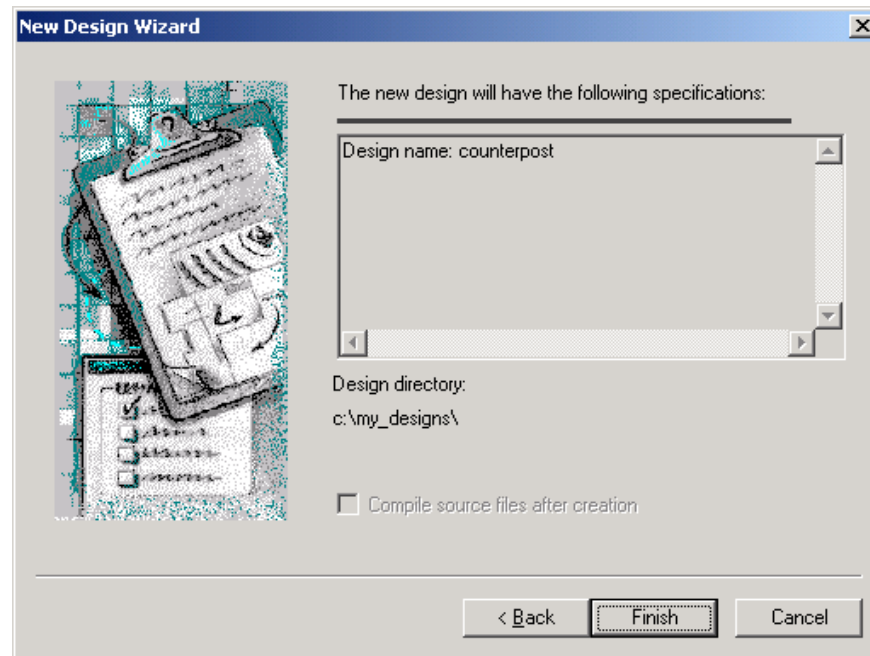 New Design Wizard
The new design will have the following specifications:
Design name: counterpost
Design directory:
c:\my_designs\
Compile source files after creation
< Back Finish Cancel